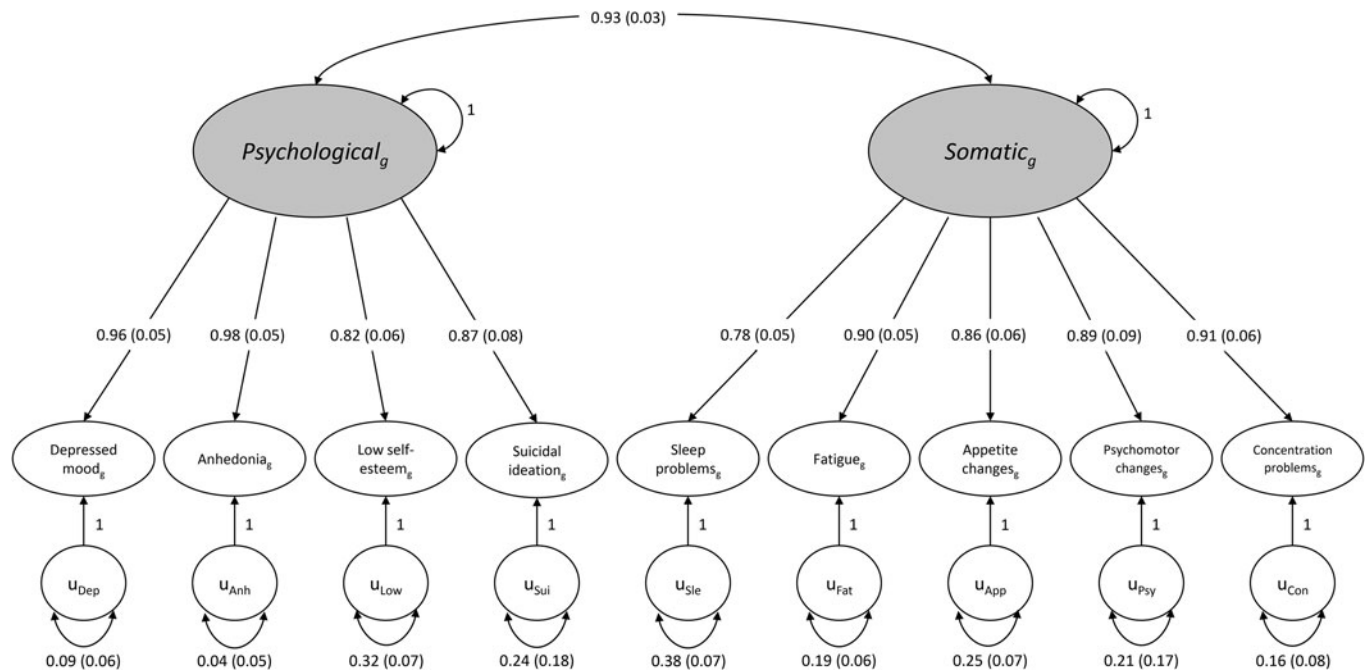 0.93 (0.03)
1
1
Psychological_g
Somatic_g
0.96 (0.05)
0.98 (0.05)
0.82 (0.06)
0.87 (0.08)
0.78 (0.05)
0.90 (0.05)
0.86 (0.06)
0.89 (0.09)
0.91 (0.06)
Depressed
mood_g
Anhedonia_g
Low self-
esteem_g
Suicidal
ideation_g
Sleep
problems_g
Fatigue_g
Appetite
changes_g
Psychomotor
changes_g
Concentration
problems_g
1
1
1
1
1
1
1
1
1
u_Dep
u_Anh
u_Low
u_Sui
u_Sle
u_Fat
u_App
u_Psy
u_Con
0.09 (0.06)
0.04 (0.05)
0.32 (0.07)
0.24 (0.18)
0.38 (0.07)
0.19 (0.06)
0.25 (0.07)
0.21 (0.17)
0.16 (0.08)